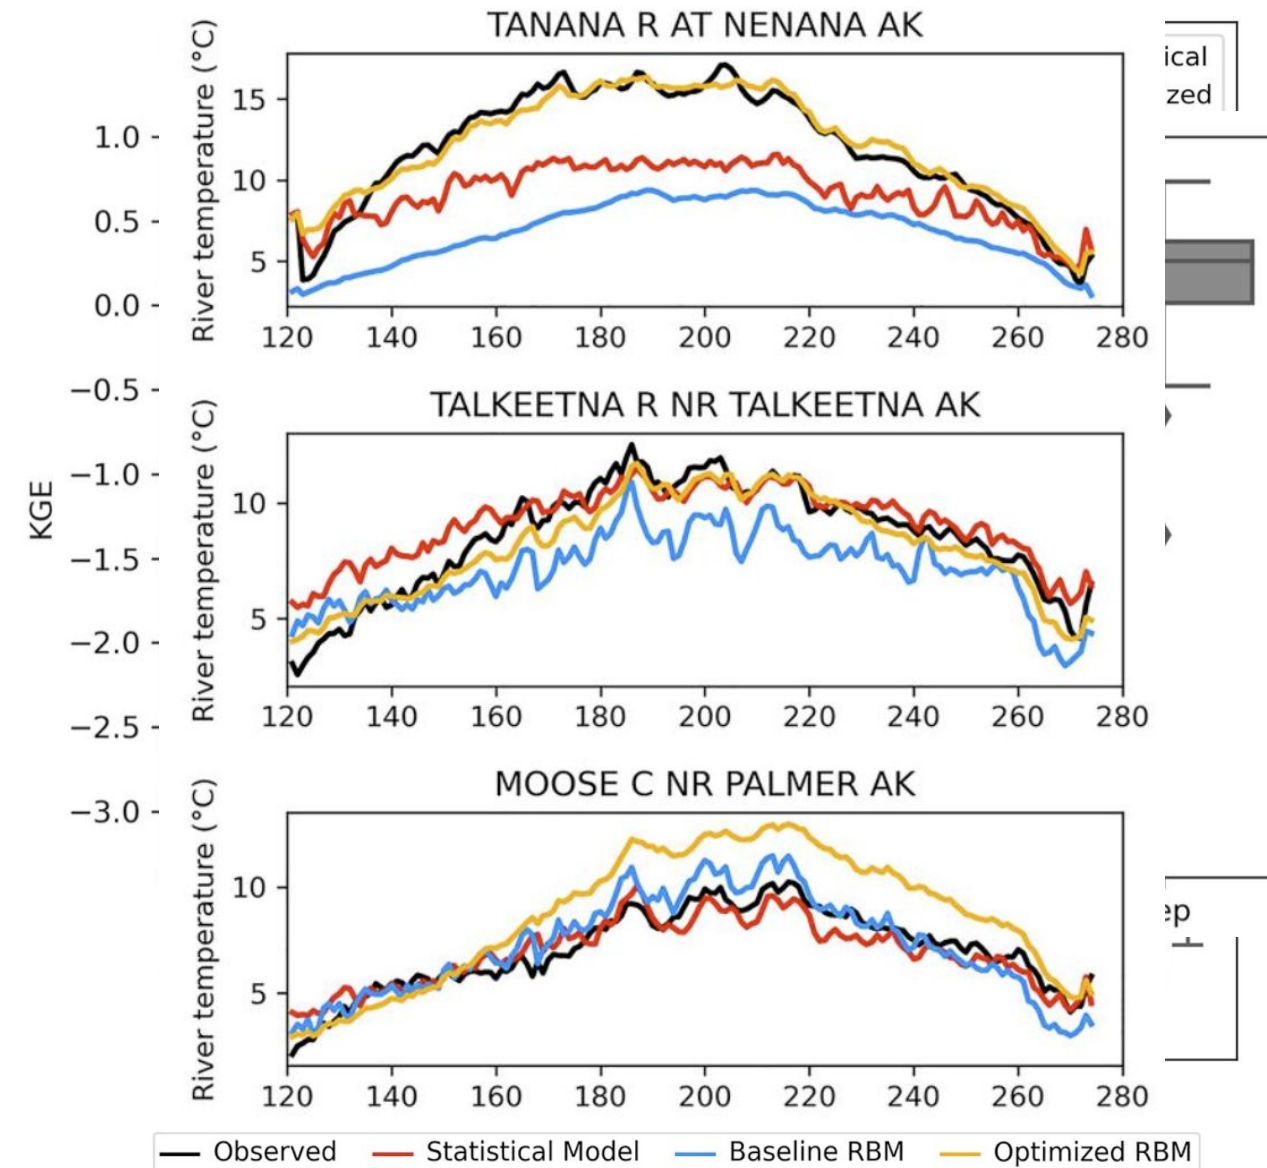 TANANA R AT NENANA AK
River temperature (°C)
15
10
5
120 140 160 180 200 220 240 260 280
TALKEETNA R NR TALKEETNA AK
River temperature (°C)
10
5
120 140 160 180 200 220 240 260 280
MOOSE C NR PALMER AK
River temperature (°C)
10
5
120 140 160 180 200 220 240 260 280
Observed Statistical Model Baseline RBM Optimized RBM
KGE
1.0
0.5
0.0
−0.5
−1.0
−1.5
−2.0
−2.5
−3.0
ical
zed
ep